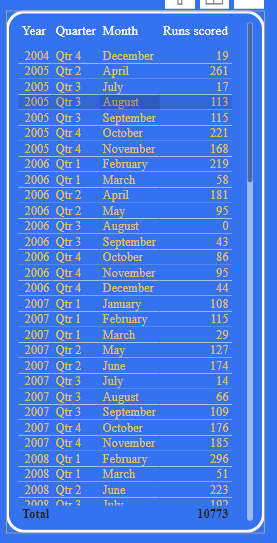 Year Quarter Month Runs scored
2004 Qtr 4 December 19
2005 Qtr 2 April 261
2005 Qtr 3 July 17
2005 Qtr 3 August 113
2005 Qtr 3 September 115
2005 Qtr 4 October 221
2005 Qtr 4 November 168
2006 Qtr 1 February 219
2006 Qtr 1 March 58
2006 Qtr 2 April 181
2006 Qtr 2 May 95
2006 Qtr 3 August 0
2006 Qtr 3 September 43
2006 Qtr 4 October 86
2006 Qtr 4 November 95
2006 Qtr 4 December 44
2007 Qtr 1 January 108
2007 Qtr 1 February 115
2007 Qtr 1 March 29
2007 Qtr 2 May 127
2007 Qtr 2 June 174
2007 Qtr 3 July 14
2007 Qtr 3 August 66
2007 Qtr 3 September 109
2007 Qtr 4 October 176
2007 Qtr 4 November 185
2008 Qtr 1 February 296
2008 Qtr 1 March 51
2008 Qtr 2 June 223
2008 Qtr 3 July
Total 10773